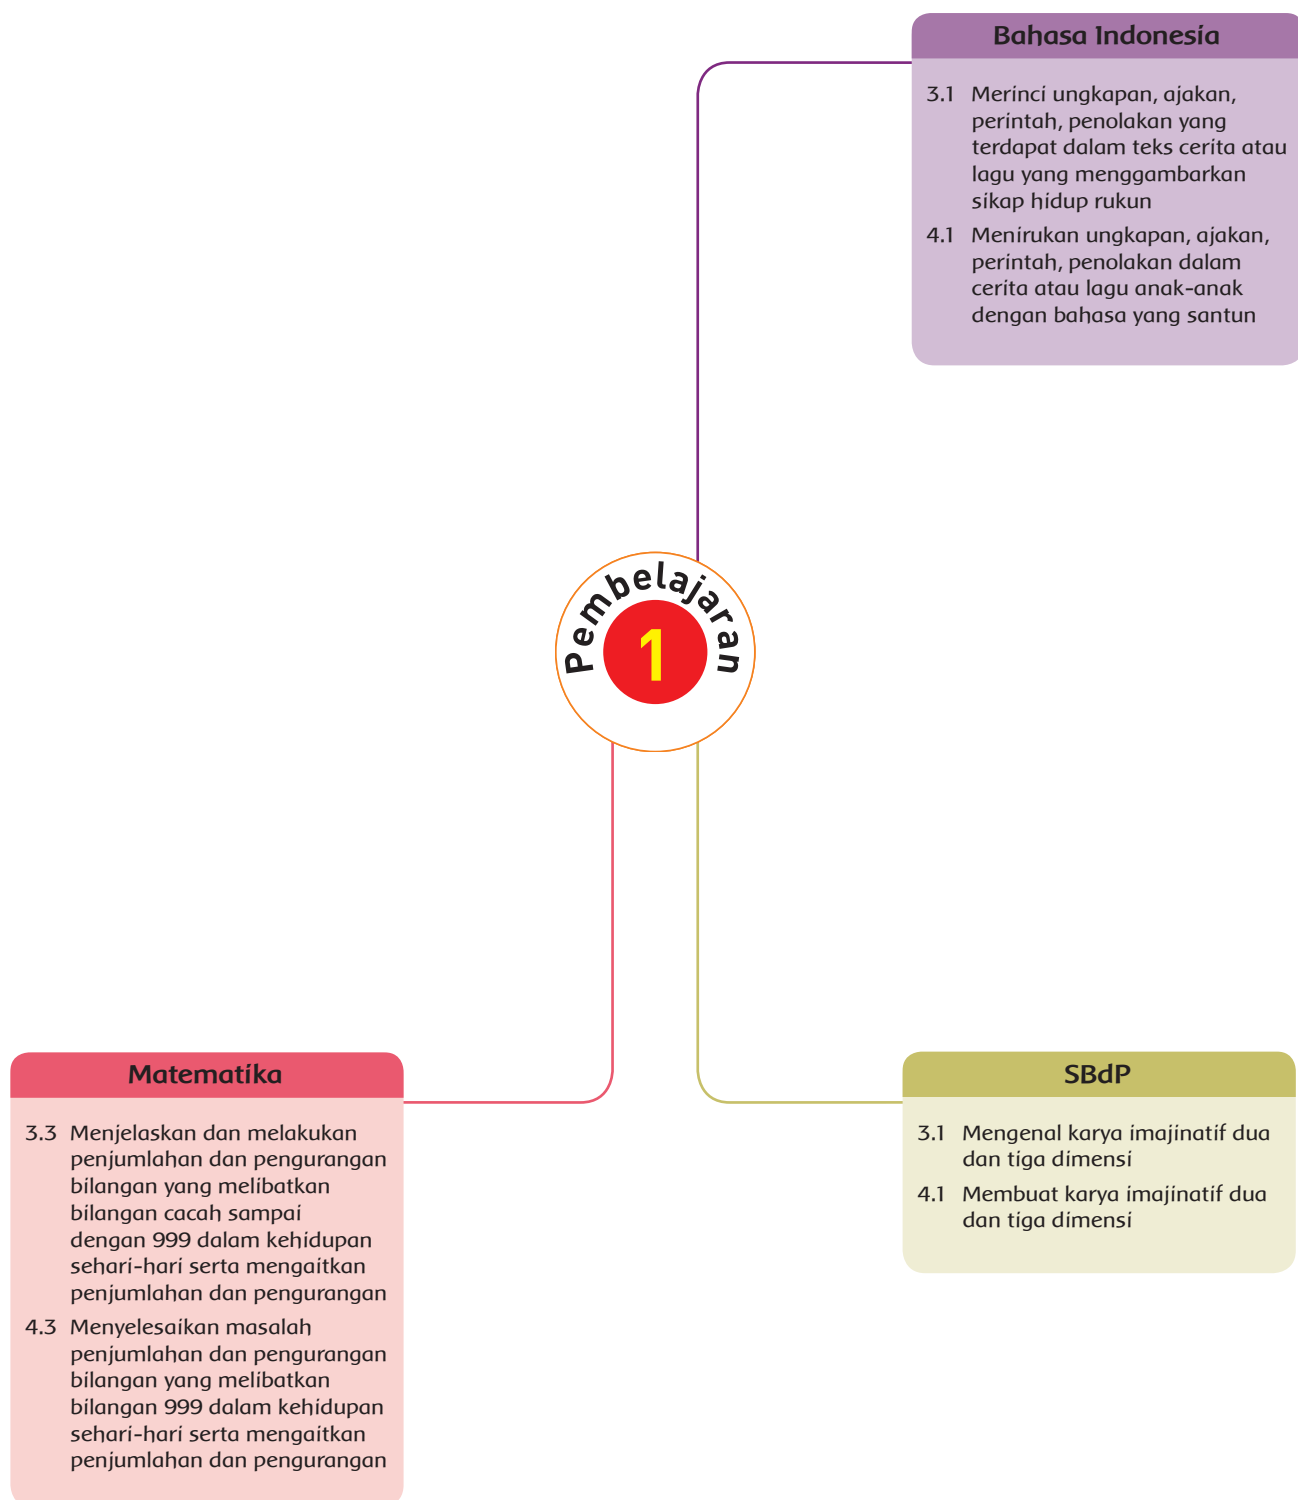 Bahasa Indonesia
3.1 Merinci ungkapan, ajakan,
perintah, penolakan yang
terdapat dalam teks cerita atau
lagu yang menggambarkan
sikap hidup rukun
4.1 Menirukan ungkapan, ajakan,
perintah, penolakan dalam
cerita atau lagu anak-anak
dengan bahasa yang santun
Pembelajaran
1
Matematika
3.3 Menjelaskan dan melakukan
penjumlahan dan pengurangan
bilangan yang melibatkan
bilangan cacah sampai
dengan 999 dalam kehidupan
sehari-hari serta mengaitkan
penjumlahan dan pengurangan
4.3 Menyelesaikan masalah
penjumlahan dan pengurangan
bilangan yang melibatkan
bilangan 999 dalam kehidupan
sehari-hari serta mengaitkan
penjumlahan dan pengurangan
SBdP
3.1 Mengenal karya imajinatif dua
dan tiga dimensi
4.1 Membuat karya imajinatif dua
dan tiga dimensi